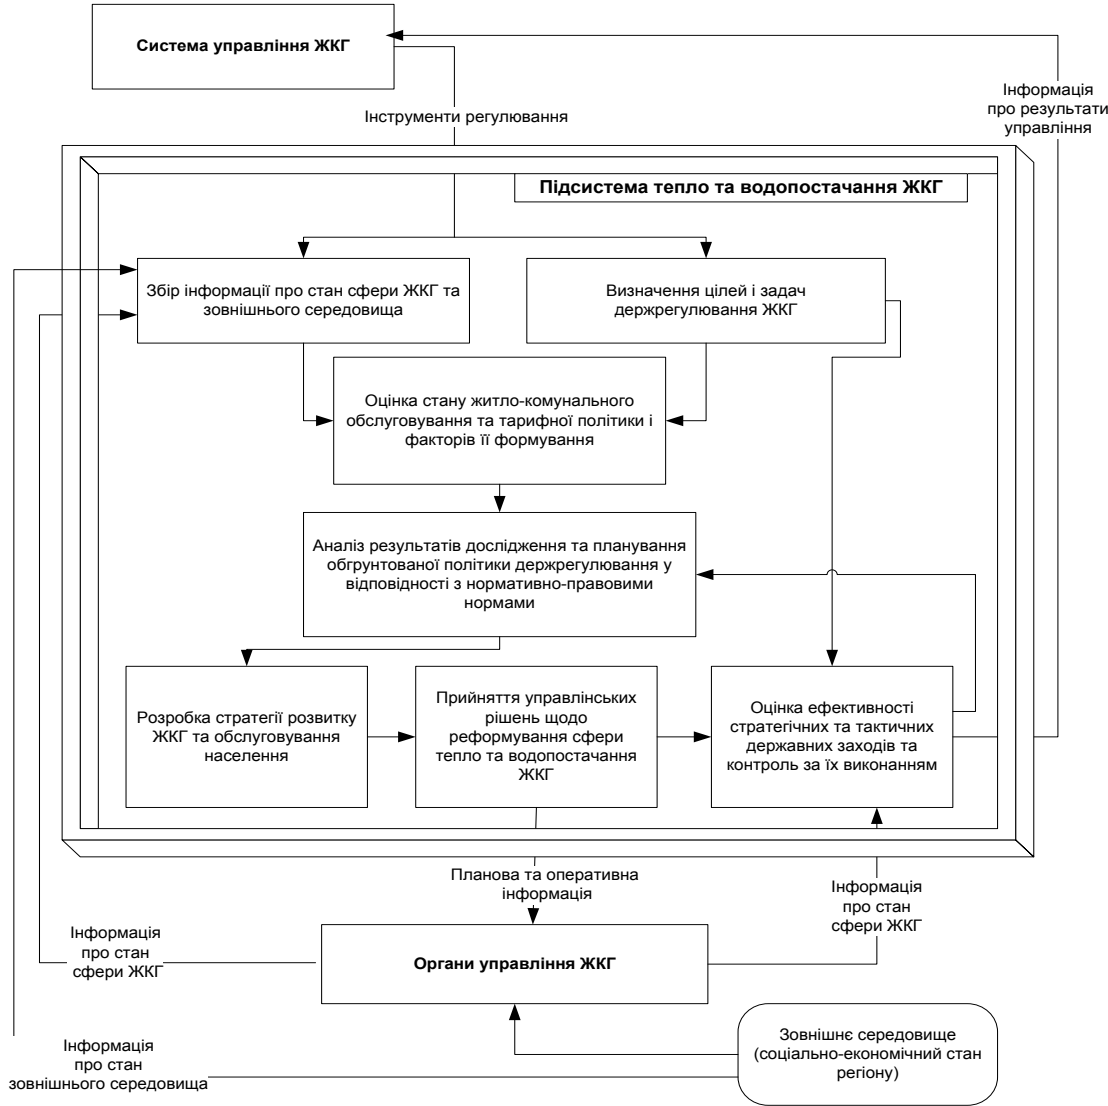 Система управління ЖКГ
Інформація
про результати
управління
Інструменти регулювання
Підсистема тепло та водопостачання ЖКГ
Збір інформації про стан сфери ЖКГ та
зовнішнього середовища
Визначення цілей і задач
держрегулювання ЖКГ
Оцінка стану житло-комунального
обслуговування та тарифної політики і
факторів її формування
Аналіз результатів дослідження та планування
обгрунтованої політики держрегулювання у
відповідності з нормативно-правовими
нормами
Розробка стратегії розвитку
ЖКГ та обслуговування
населення
Прийняття управлінських
рішень щодо
реформування сфери
тепло та водопостачання
ЖКГ
Оцінка ефективності
стратегічних та тактичних
державних заходів та
контроль за їх виконанням
Планова та оперативна
інформація
Інформація
про стан
сфери ЖКГ
Інформація
про стан
сфери ЖКГ
Органи управління ЖКГ
Зовнішнє середовище
(соціально-економічний стан
регіону)
Інформація
про стан
зовнішнього середовища